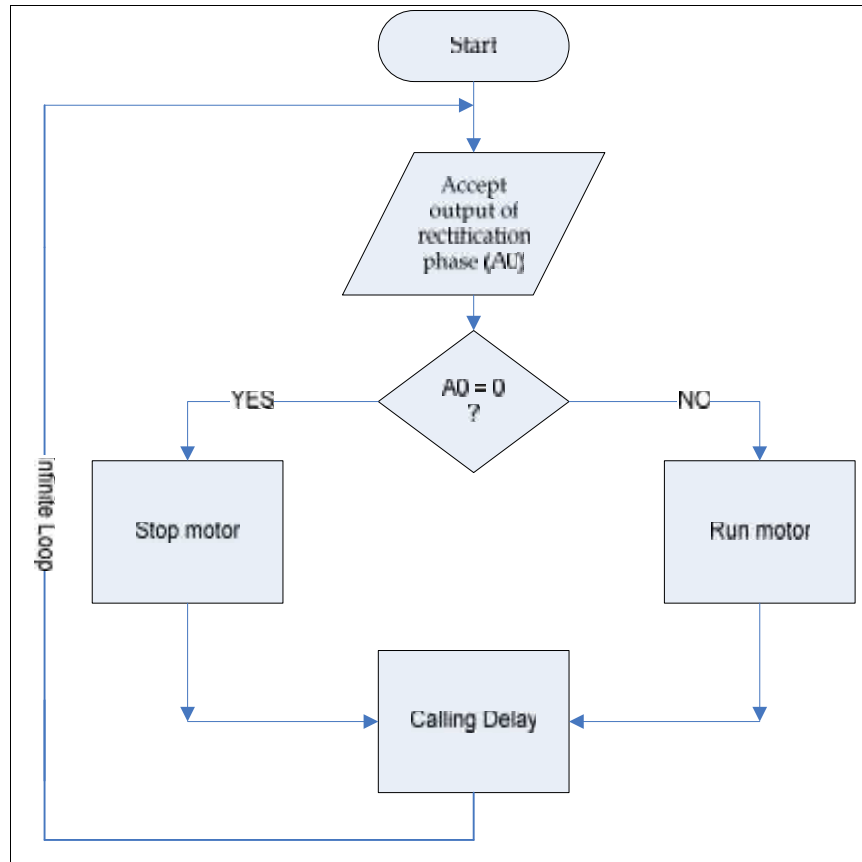 Start
Accept
output of
rectification
phase (A0)
A0 = 0
?
YES
NO
Stop motor
Run motor
Infinite Loop
Calling Delay